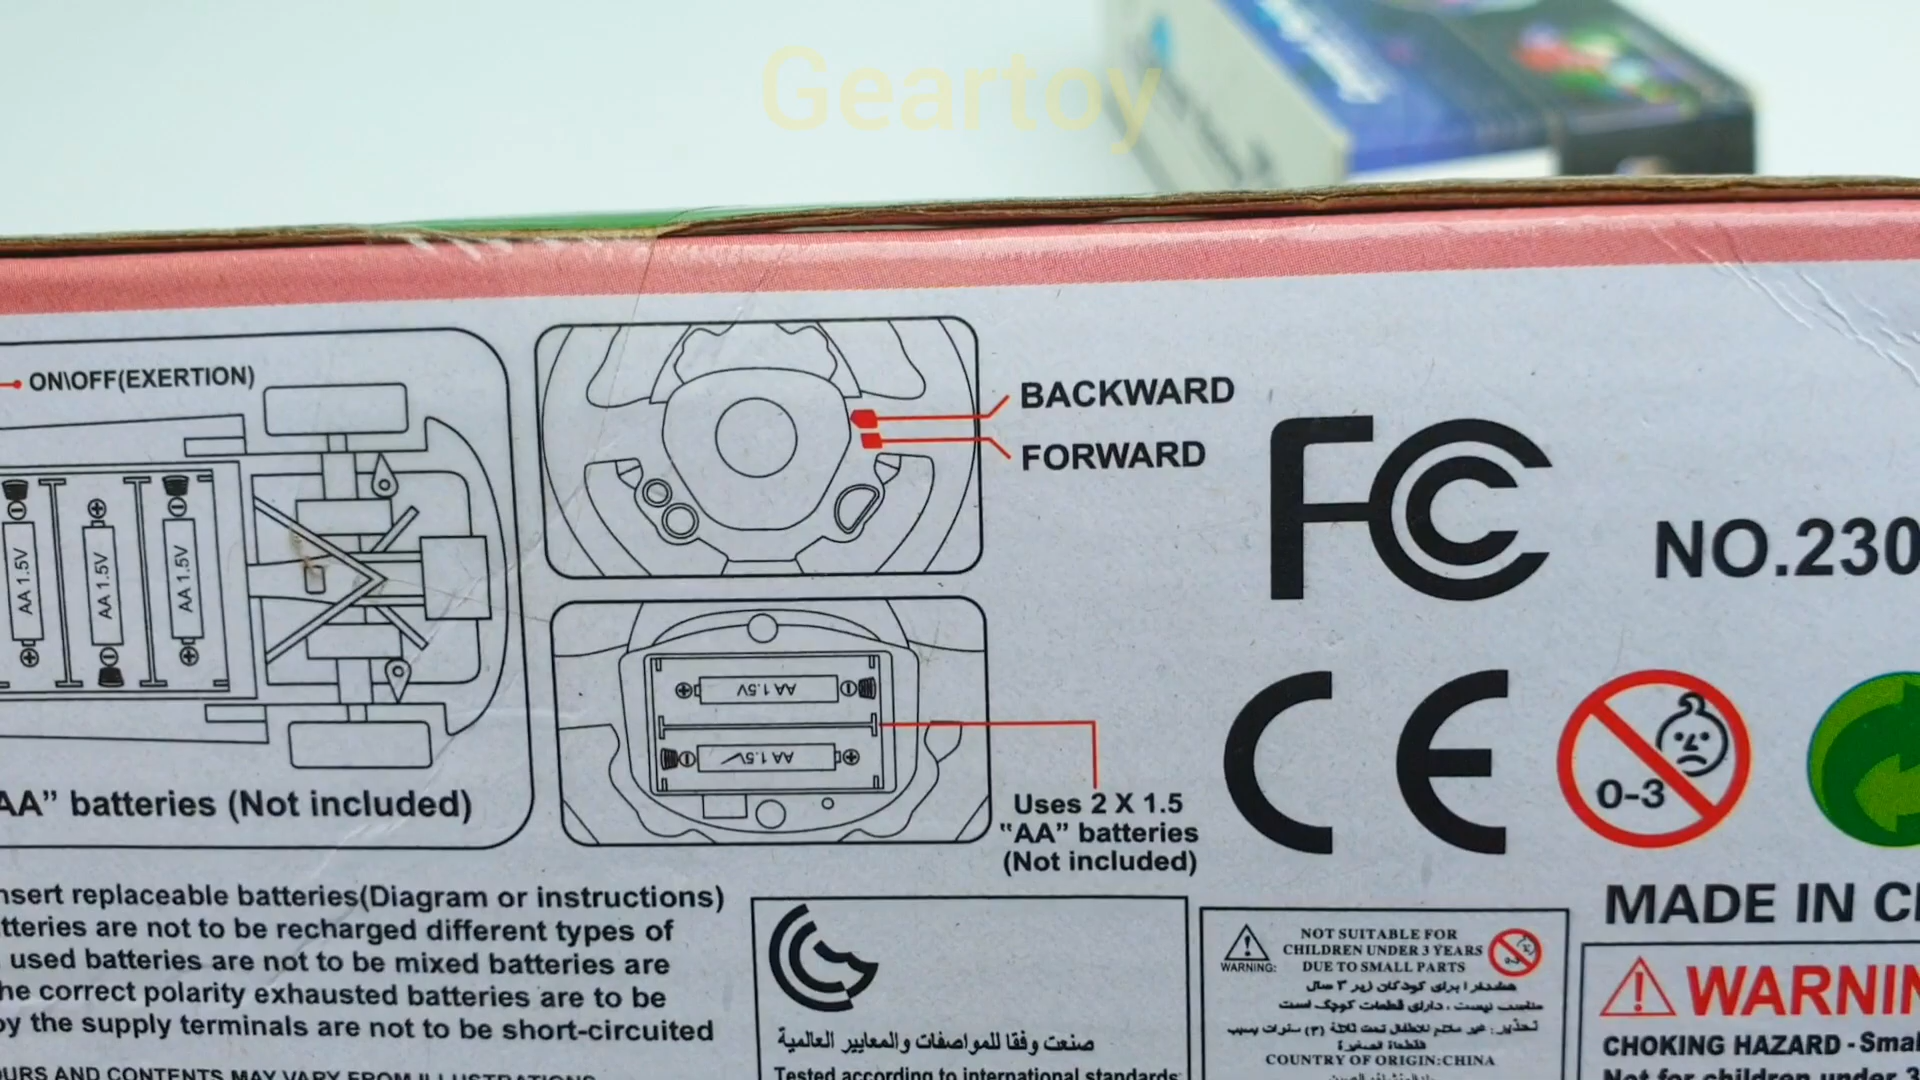 Geartoy
ON\OFF(EXERTION)
BACKWARD
FORWARD
FC
NO.230
AA 1.5V
AA 1.5V
AA 1.5V
AA 1.5V
AA 1.5V
CE
0-3
AA” batteries (Not included)
Uses 2 X 1.5
"AA” batteries
(Not included)
MADE IN C
nsert replaceable batteries(Diagram or instructions)
tteries are not to be recharged different types of
used batteries are not to be mixed batteries are
he correct polarity exhausted batteries are to be
by the supply terminals are not to be short-circuited
URS AND CONTENTS MAY VARY FROM ILLUSTRATIONS
صنعت وفقا للمواصفات والمعايير العالمية
Tested according to international standards
WARNING:
NOT SUITABLE FOR
CHILDREN UNDER 3 YEARS
DUE TO SMALL PARTS
هشدار ! برای کودکان زیر ۳ سال
مناسب نیست ، دارای قطعات کوچک است
تحذير : غير ملائم للاطفال تحت ثلاثة (٣) سنوات بسبب
القطعة الصغيرة
COUNTRY OF ORIGIN:CHINA
WARNIN
CHOKING HAZARD - Smal
Not for children under 3